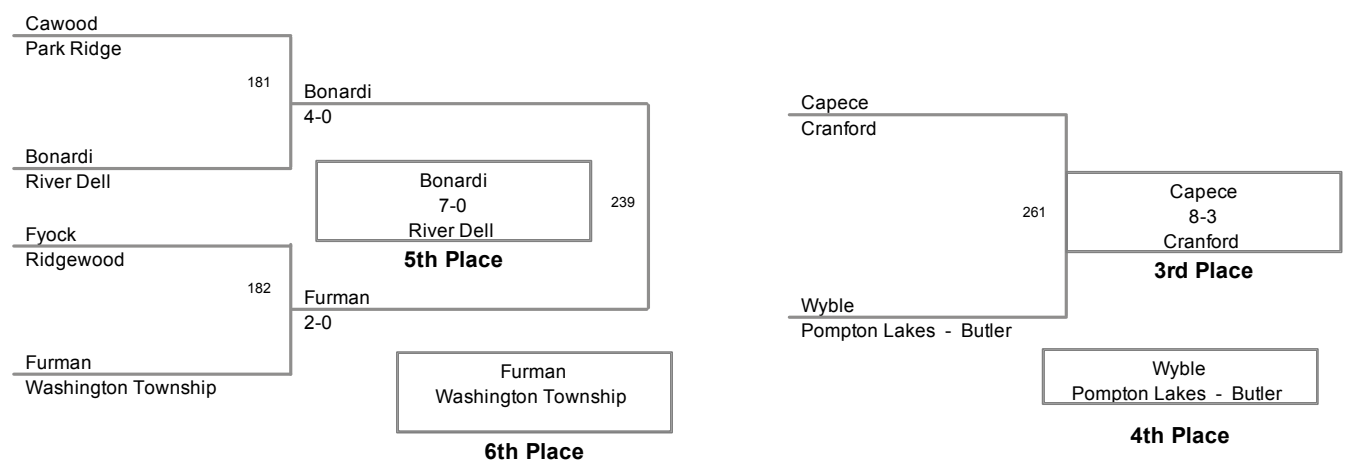 Cawood
Park Ridge
181
Bonardi
4-0
Bonardi
River Dell
Bonardi
7-0
River Dell
5th Place
239
Fyock
Ridgewood
182
Furman
2-0
Furman
Washington Township
Furman
Washington Township
6th Place
Capece
Cranford
261
Capece
8-3
Cranford
3rd Place
Wyble
Pompton Lakes - Butler
Wyble
Pompton Lakes - Butler
4th Place